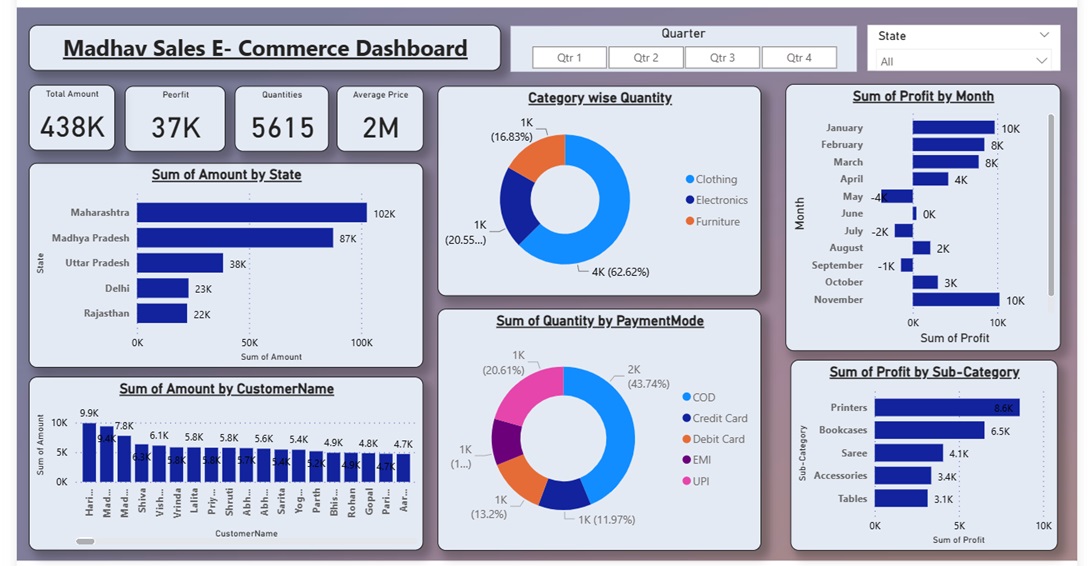 Madhav Sales E- Commerce Dashboard
Quarter
Qtr 1
Qtr 2
Qtr 3
Qtr 4
State
All
Total Amount
438K
Peorfit
37K
Quantities
5615
Average Price
2M
Sum of Amount by State
State
Maharashtra
102K
Madhya Pradesh
87K
Uttar Pradesh
38K
Delhi
23K
Rajasthan
22K
0K
50K
100K
Sum of Amount
Category wise Quantity
1K
(16.83%)
1K
(20.55...)
4K (62.62%)
Clothing
Electronics
Furniture
Sum of Profit by Month
Month
January
10K
February
8K
March
8K
April
4K
May
-4K
June
0K
July
-2K
August
2K
September
-1K
October
3K
November
10K
0K
10K
Sum of Profit
Sum of Amount by CustomerName
Sum of Amount
10K
5K
0K
9.9K
9.4K
7.8K
6.3K
6.1K
5.8K
5.8K
5.8K
5.8K
5.7K
5.6K
5.4K
5.4K
5.2K
4.9K
4.9K
4.8K
4.7K
4.7K
Hari...
Mad...
Mad...
Shiva
Vish...
Vrinda
Lalita
Priy...
Shruti
Abh...
Abh...
Sarita
Yog...
Parth
Bhis...
Rohan
Gopal
Pari...
Aar...
CustomerName
Sum of Quantity by PaymentMode
1K
(20.61%)
2K
(43.74%)
1K
(1...)
1K
(13.2%)
1K (11.97%)
COD
Credit Card
Debit Card
EMI
UPI
Sum of Profit by Sub-Category
Sub-Category
Printers
8.6K
Bookcases
6.5K
Saree
4.1K
Accessories
3.4K
Tables
3.1K
0K
5K
10K
Sum of Profit